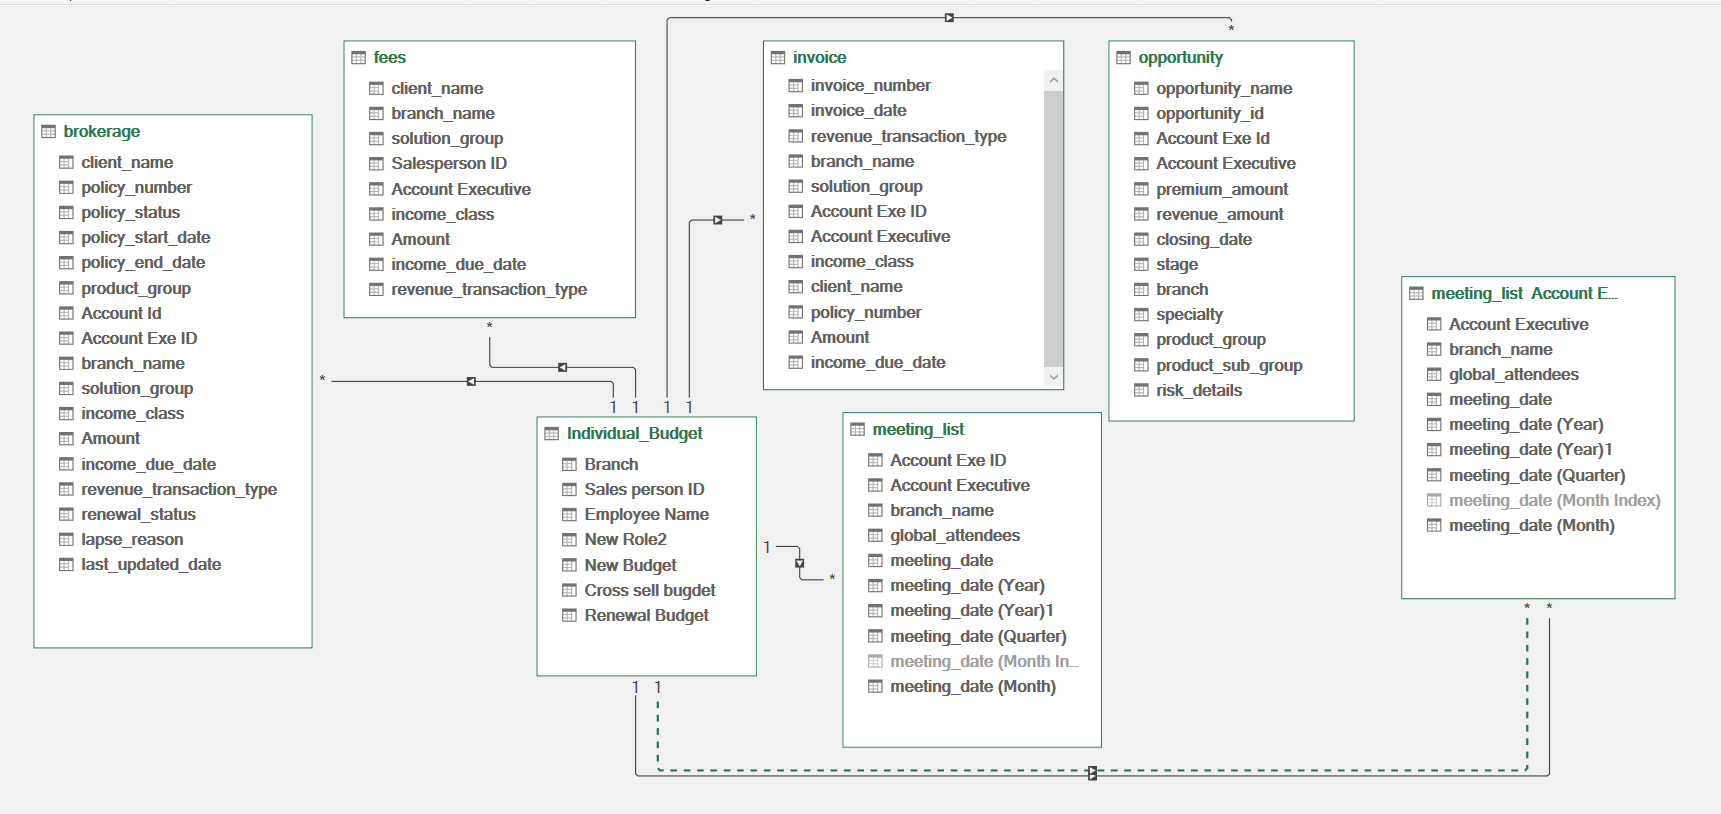 brokerage
client_name
policy_number
policy_status
policy_start_date
policy_end_date
product_group
Account Id
Account Exe ID
branch_name
solution_group
income_class
Amount
income_due_date
revenue_transaction_type
renewal_status
lapse_reason
last_updated_date
fees
client_name
branch_name
solution_group
Salesperson ID
Account Executive
income_class
Amount
income_due_date
revenue_transaction_type
*
*
1 1 1 1
Individual_Budget
Branch
Sales person ID
Employee Name
New Role2
New Budget
Cross sell bugdet
Renewal Budget
1 1
invoice
invoice_number
invoice_date
revenue_transaction_type
branch_name
solution_group
Account Exe ID
Account Executive
income_class
client_name
policy_number
Amount
income_due_date
*
meeting_list
Account Exe ID
Account Executive
branch_name
global_attendees
meeting_date
meeting_date (Year)
meeting_date (Year)1
meeting_date (Quarter)
meeting_date (Month In...
meeting_date (Month)
1
*
*
opportunity
opportunity_name
opportunity_id
Account Exe Id
Account Executive
premium_amount
revenue_amount
closing_date
stage
branch
specialty
product_group
product_sub_group
risk_details
meeting_list Account E...
Account Executive
branch_name
global_attendees
meeting_date
meeting_date (Year)
meeting_date (Year)1
meeting_date (Quarter)
meeting_date (Month Index)
meeting_date (Month)
* *